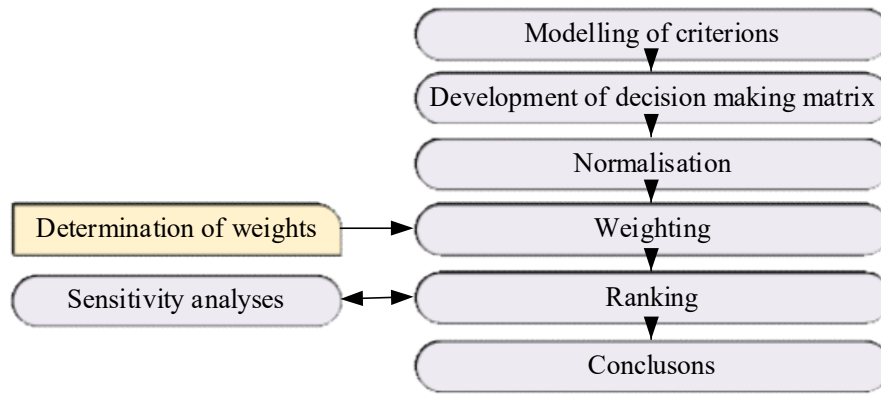 Modelling of criterions
Development of decision making matrix
Normalisation
Determination of weights
Weighting
Sensitivity analyses
Ranking
Conclusons